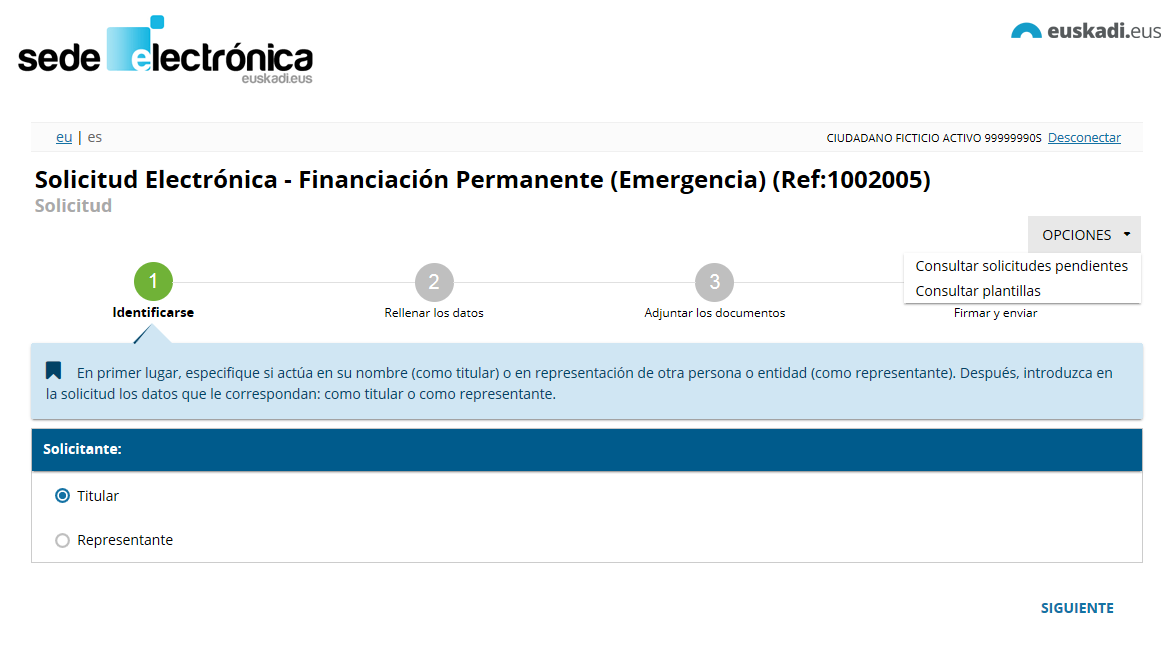 sede electrónica
euskadi.eus
euskadi.eus
eu | es
CIUDADANO FICTICIO ACTIVO 99999990S Desconectar
Solicitud Electrónica - Financiación Permanente (Emergencia) (Ref:1002005)
Solicitud
OPCIONES
Consultar solicitudes pendientes
Consultar plantillas
1
2
3
Identificarse
Rellenar los datos
Adjuntar los documentos
Firmar y enviar
En primer lugar, especifique si actúa en su nombre (como titular) o en representación de otra persona o entidad (como representante). Después, introduzca en
la solicitud los datos que le correspondan: como titular o como representante.
Solicitante:
Titular
Representante
SIGUIENTE